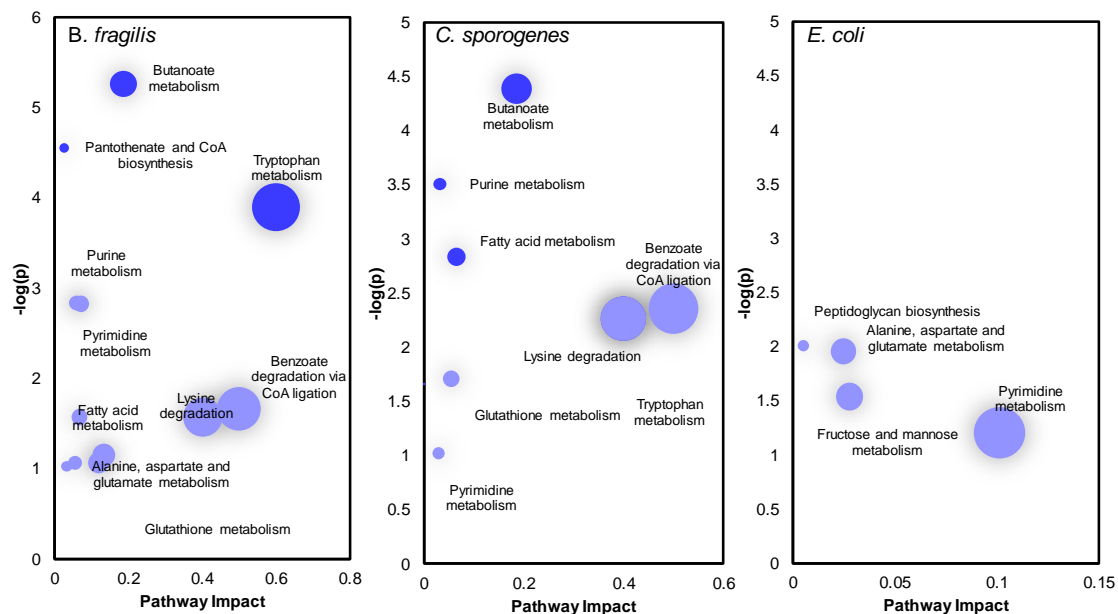 B. fragilis
6
5
4
3
2
1
0
-log(p)
Butanoate
metabolism
Pantothenate and CoA
biosynthesis
Tryptophan
metabolism
Purine
metabolism
Pyrimidine metabolism
Benzoate
degradation via
CoA ligation
Lysine
degradation
Fatty acid
metabolism
Alanine, aspartate and
glutamate metabolism
Glutathione metabolism
0 0.2 0.4 0.6 0.8
Pathway Impact
C. sporogenes
5
4.5
4
3.5
3
2.5
2
1.5
1
0.5
0
-log(p)
Butanoate
metabolism
Purine metabolism
Fatty acid metabolism
Benzoate
degradation via
CoA ligation
Lysine degradation
Glutathione metabolism
Tryptophan
metabolism
Pyrimidine
metabolism
0 0.2 0.4 0.6
Pathway Impact
E. coli
5
4.5
4
3.5
3
2.5
2
1.5
1
0.5
0
-log(p)
Peptidoglycan biosynthesis
Alanine, aspartate and
glutamate metabolism
Pyrimidine
metabolism
Fructose and mannose
metabolism
0 0.05 0.1 0.15
Pathway Impact